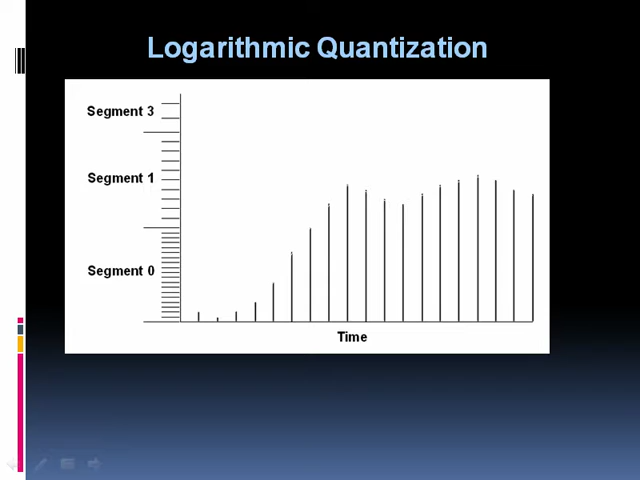 Logarithmic Quantization
Segment 3
Segment 1
Segment 0
Time